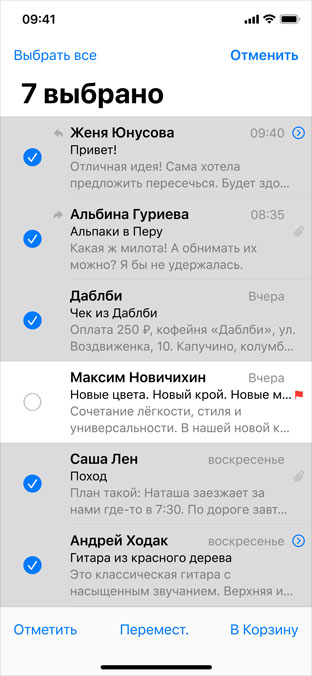 09:41
Выбрать все Отменить
7 выбрано
Женя Юнусова 09:40
Привет!
Отличная идея! Сама хотела
предложить пересечься. Будет здо...
Альбина Гуриева 08:35
Альпаки в Перу
Какая ж милота! А обнимать их
можно? Я бы не удержалась.
Даблби Вчера
Чек из Даблби
Оплата 250 ₽, кофейня «Даблби», ул.
Воздвиженка, 10. Капучино, колумб...
Максим Новичихин Вчера
Новые цвета. Новый крой. Новые м...
Сочетание лёгкости, стиля и
универсальности. В нашей новой к...
Саша Лен воскресенье
Поход
План такой: Наташа заезжает за
нами где-то в 7:30. По дороге завт...
Андрей Ходак воскресенье
Гитара из красного дерева
Это классическая гитара с
насыщенным звучанием. Верхняя и...
Отметить Перемест. В Корзину